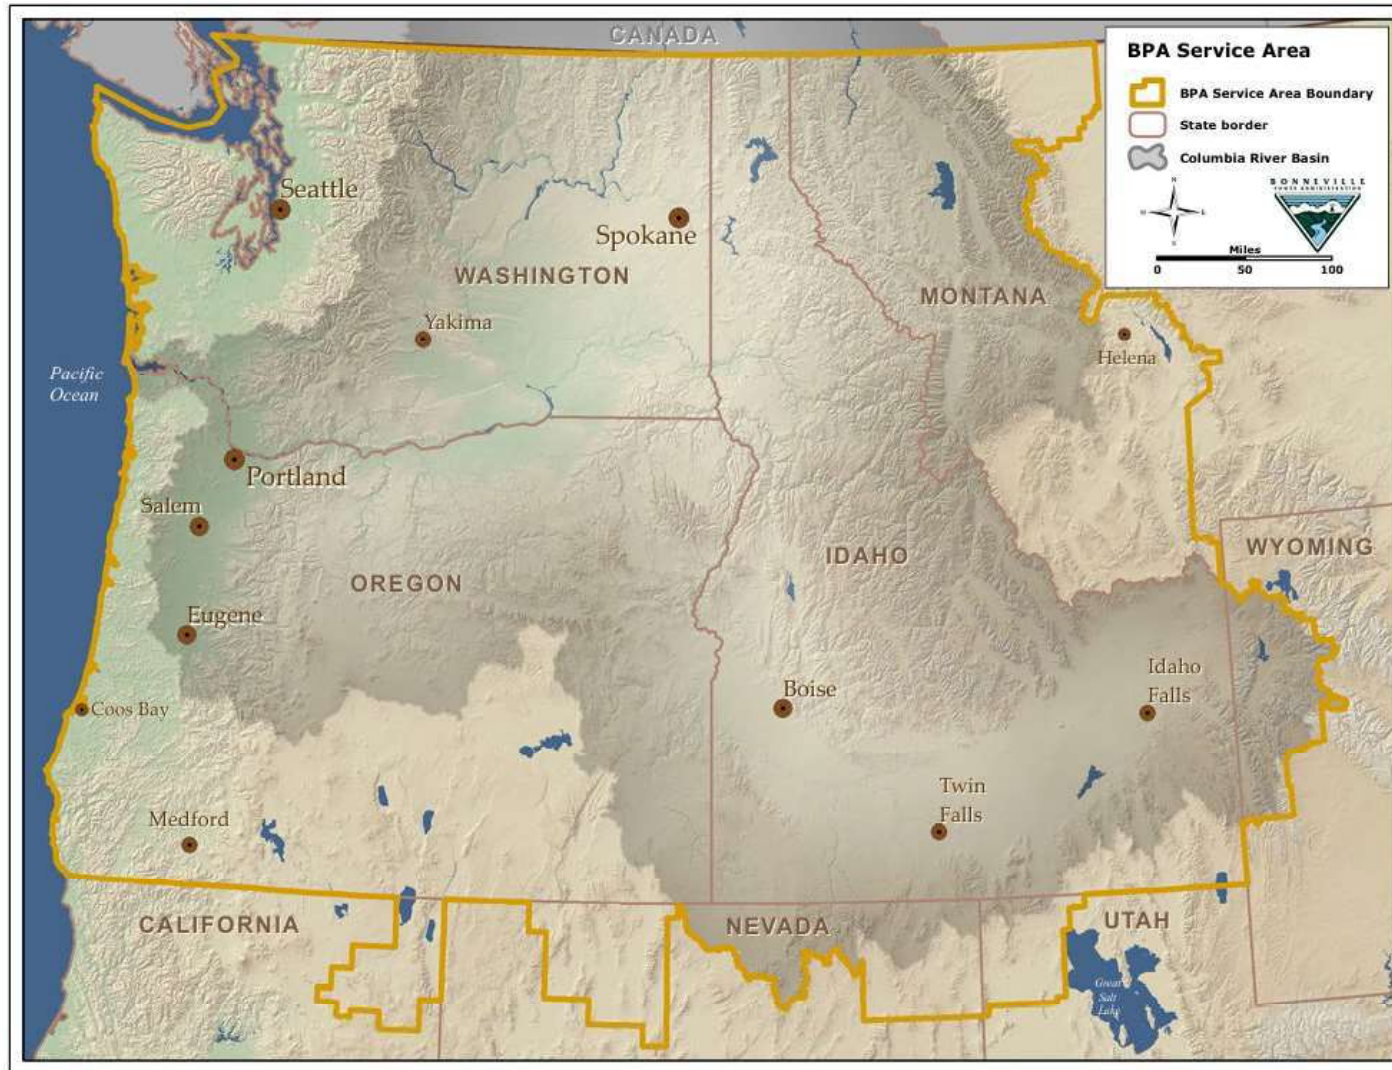 CANADA
BPA Service Area
BPA Service Area Boundary
State border
Columbia River Basin
N
W
E
S
BONNEVILLE
POWER ADMINISTRATION
Miles
0
50
100
Seattle
Spokane
WASHINGTON
MONTANA
Yakima
Helena
Pacific
Ocean
Portland
Salem
WYOMING
IDAHO
OREGON
Eugene
Idaho
Falls
Boise
Coos Bay
Twin
Falls
Medford
CALIFORNIA
NEVADA
UTAH
Great
Salt
Lake